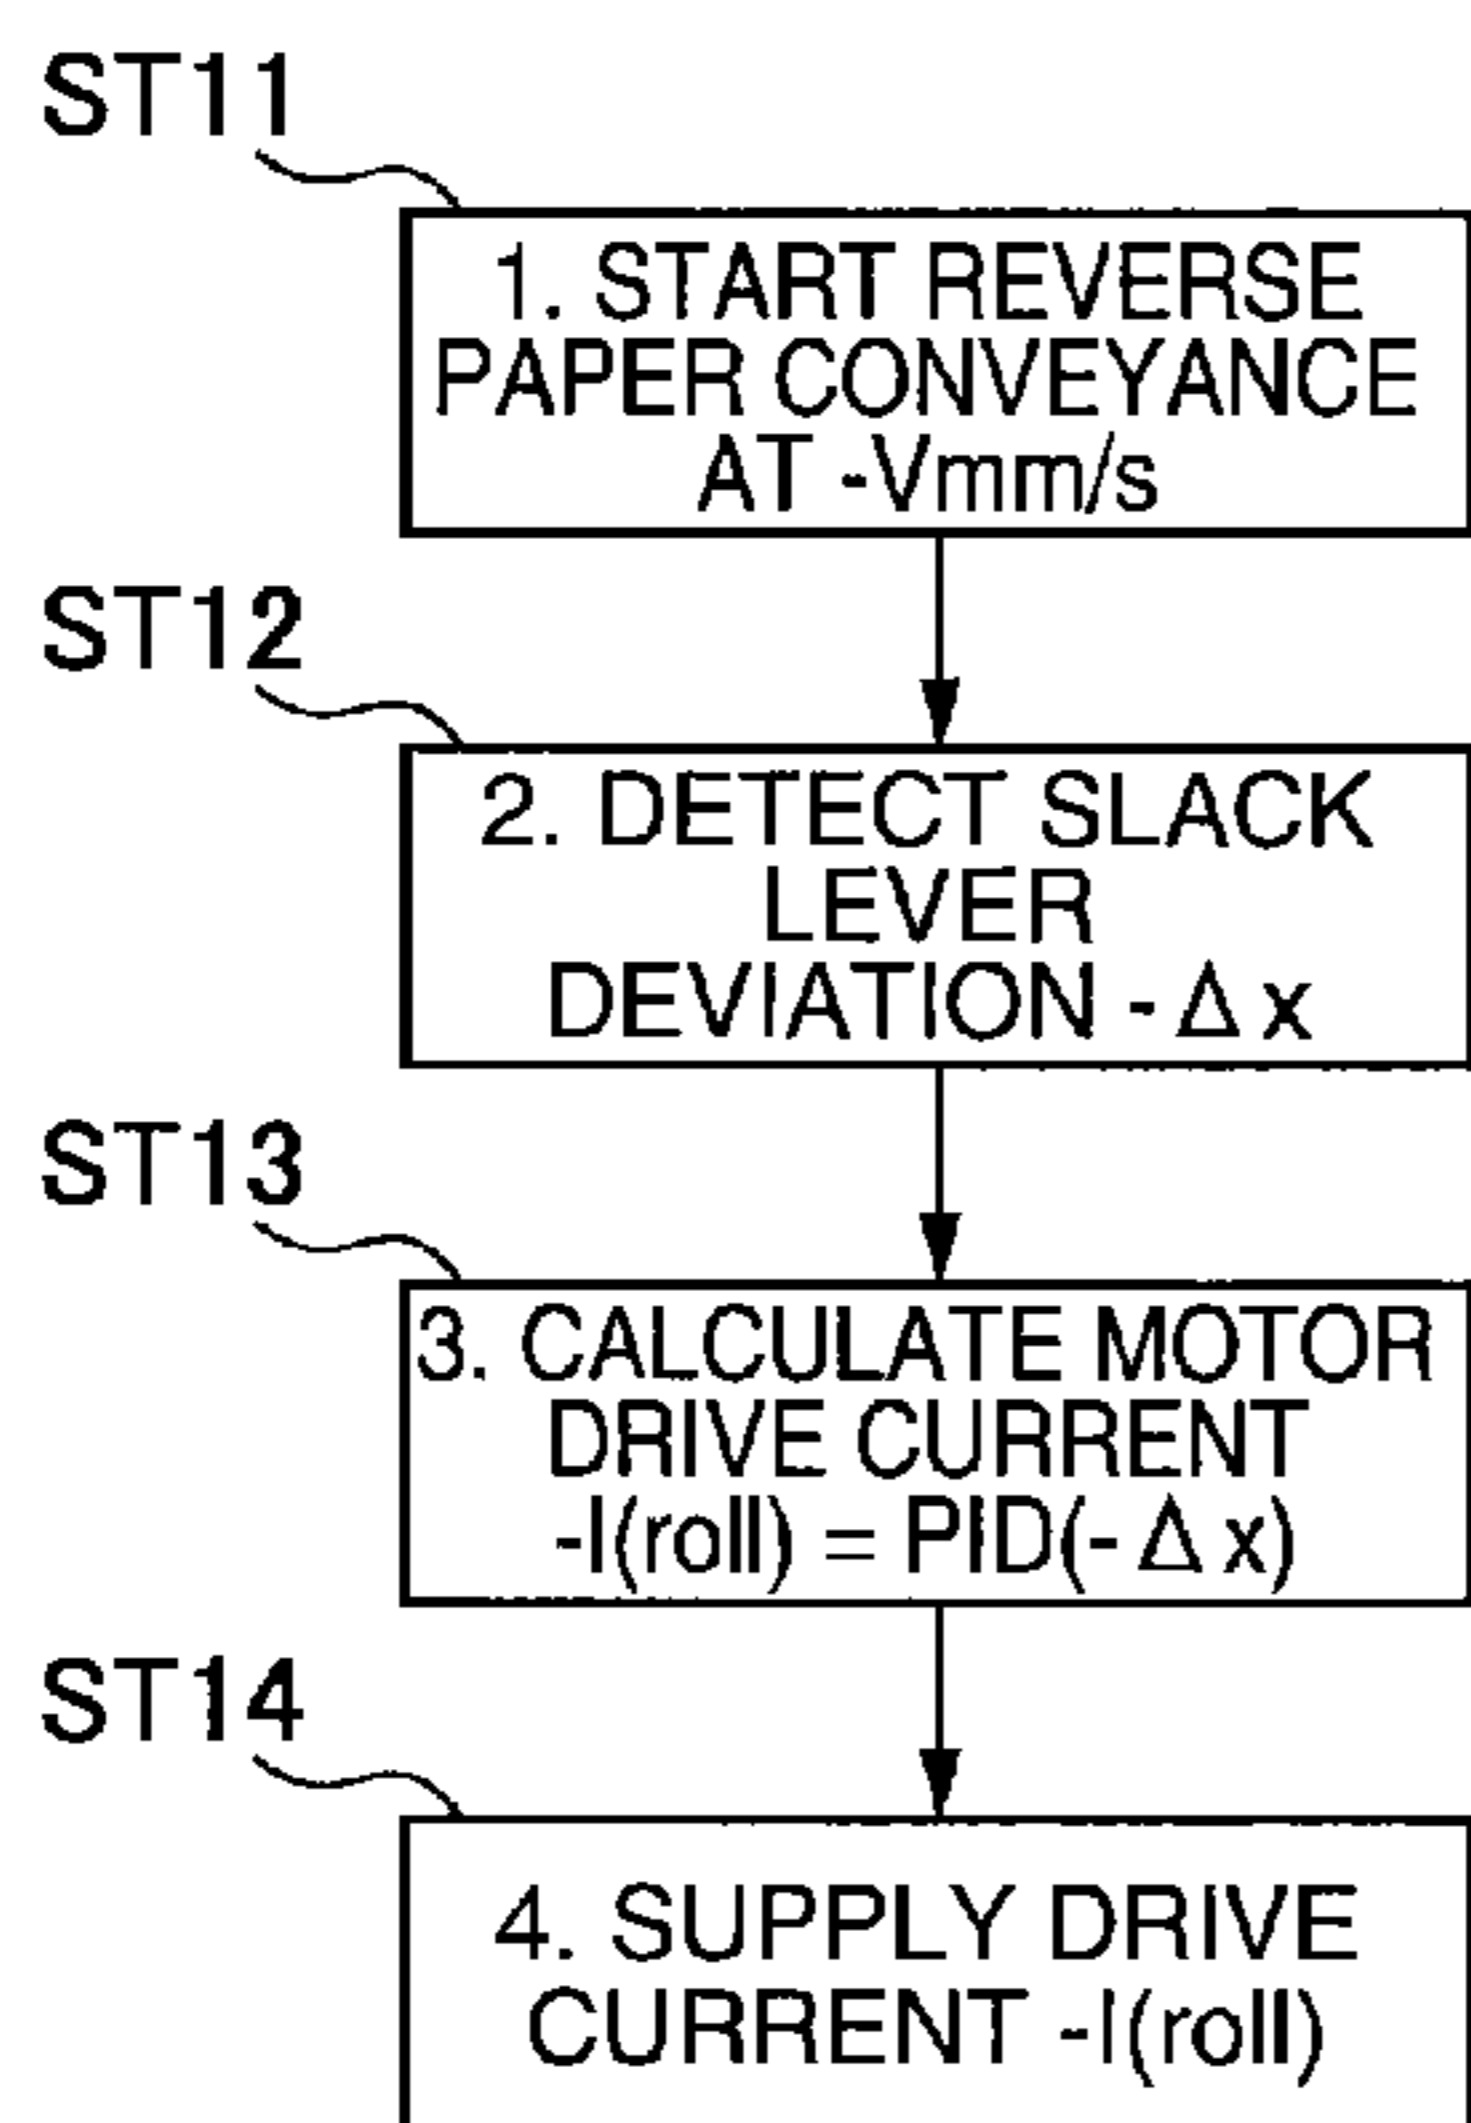 ST11
1. START REVERSE
PAPER CONVEYANCE
AT -Vmm/s
ST12
2. DETECT SLACK
LEVER
DEVIATION - Δ x
ST13
3. CALCULATE MOTOR
DRIVE CURRENT
-I(roll) = PID(- Δ x)
ST14
4. SUPPLY DRIVE
CURRENT -I(roll)